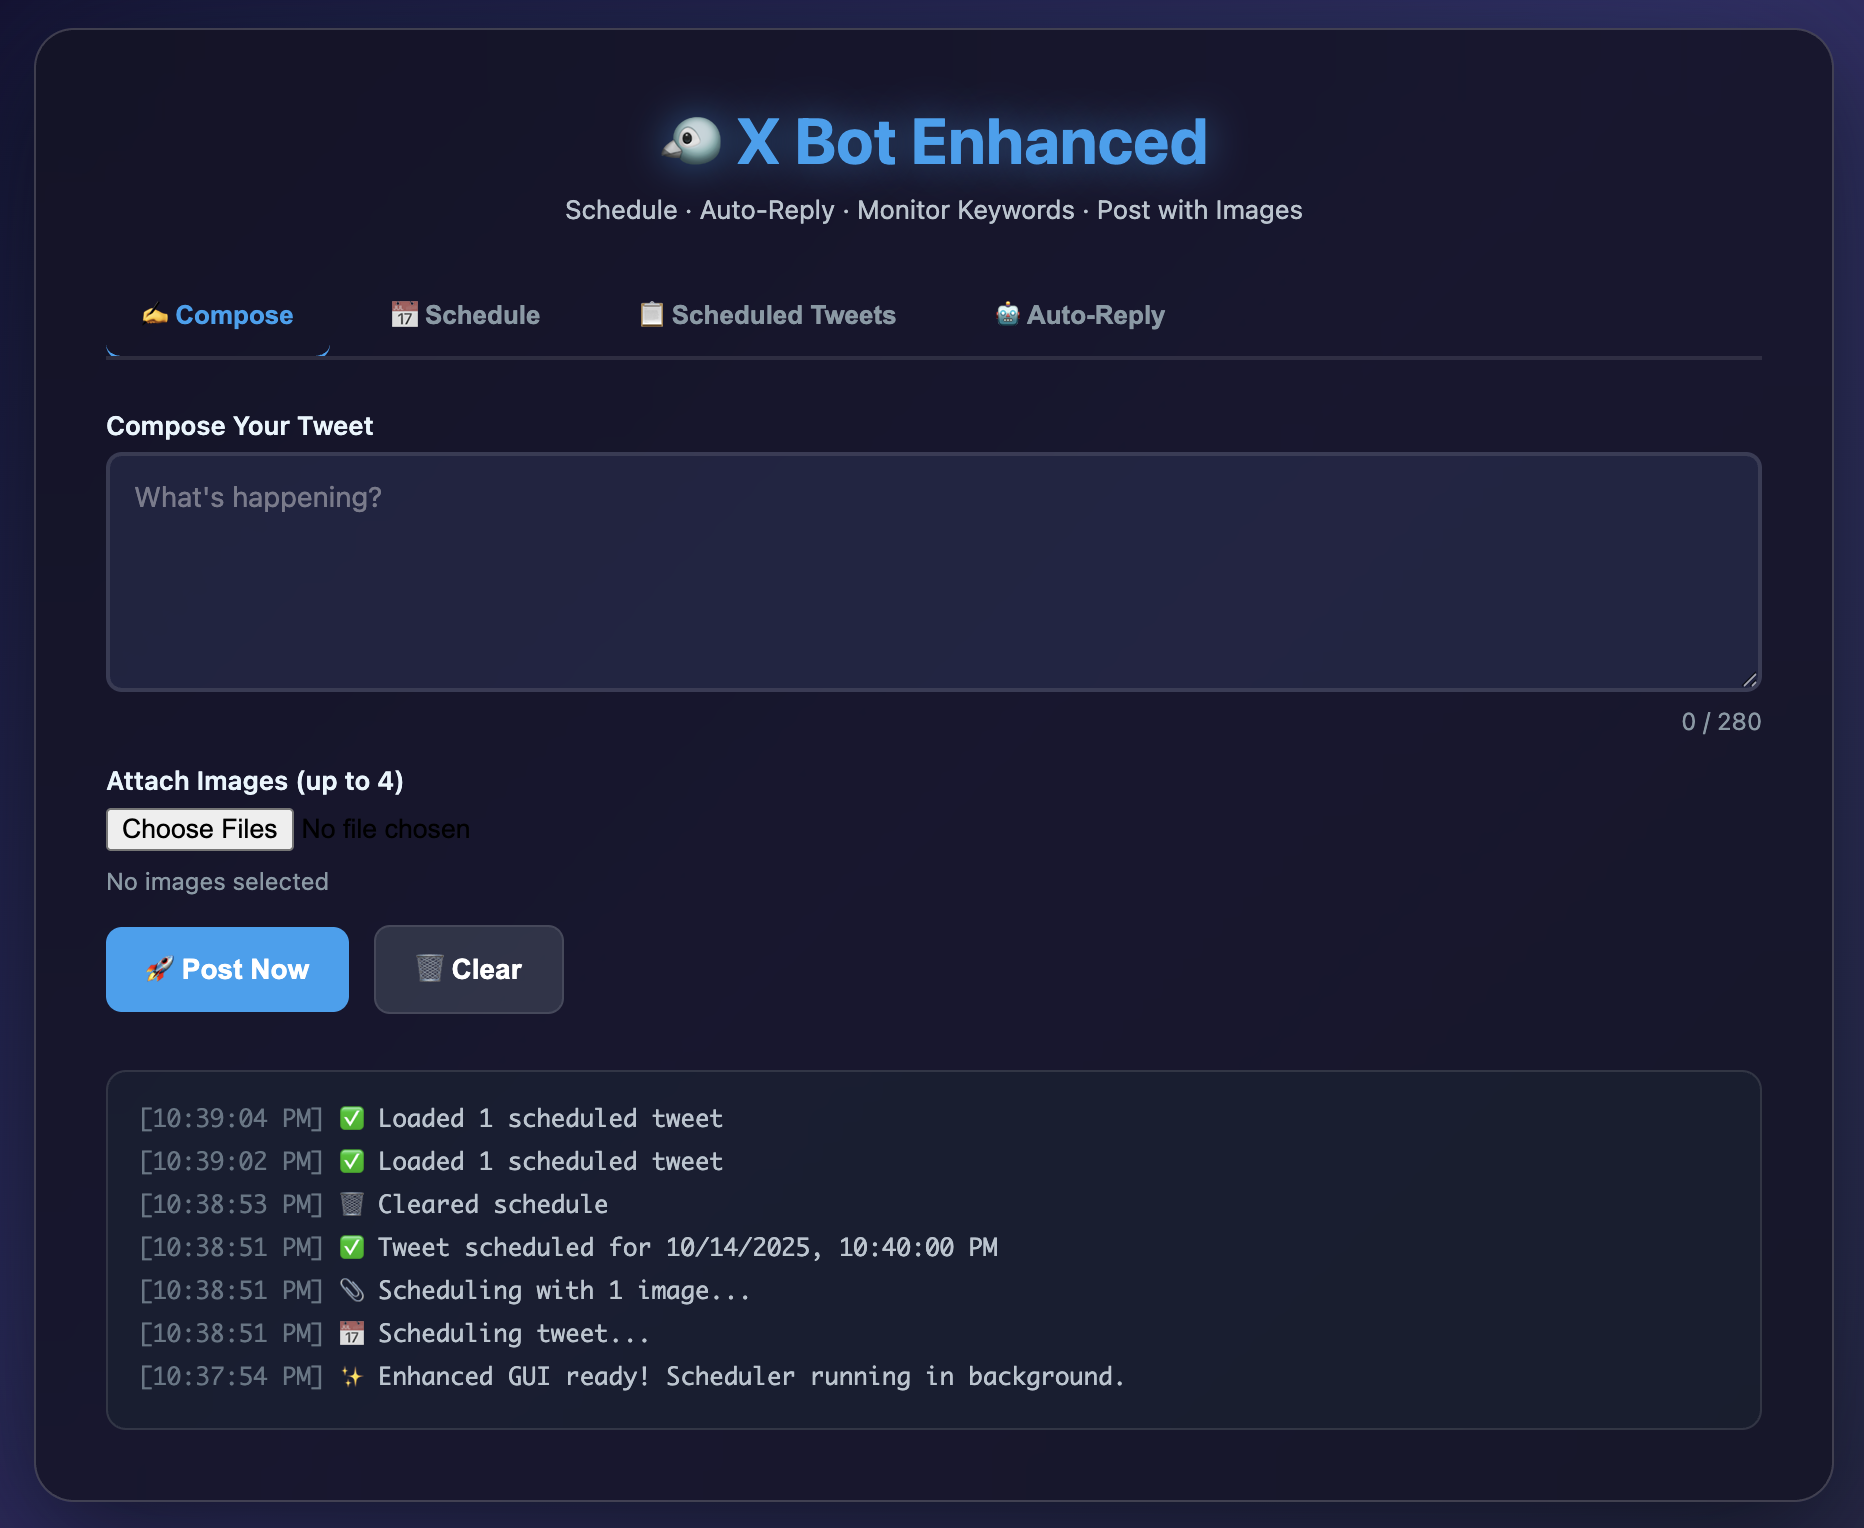 🐦 X Bot Enhanced
Schedule · Auto-Reply · Monitor Keywords · Post with Images
✍️ Compose 📅 Schedule 📋 Scheduled Tweets 🤖 Auto-Reply
Compose Your Tweet
What's happening?
0 / 280
Attach Images (up to 4)
Choose Files No file chosen
No images selected
🚀 Post Now 🗑️ Clear
[10:39:04 PM] ✅ Loaded 1 scheduled tweet
[10:39:02 PM] ✅ Loaded 1 scheduled tweet
[10:38:53 PM] 🗑️ Cleared schedule
[10:38:51 PM] ✅ Tweet scheduled for 10/14/2025, 10:40:00 PM
[10:38:51 PM] 📎 Scheduling with 1 image...
[10:38:51 PM] 📅 Scheduling tweet...
[10:37:54 PM] ✨ Enhanced GUI ready! Scheduler running in background.